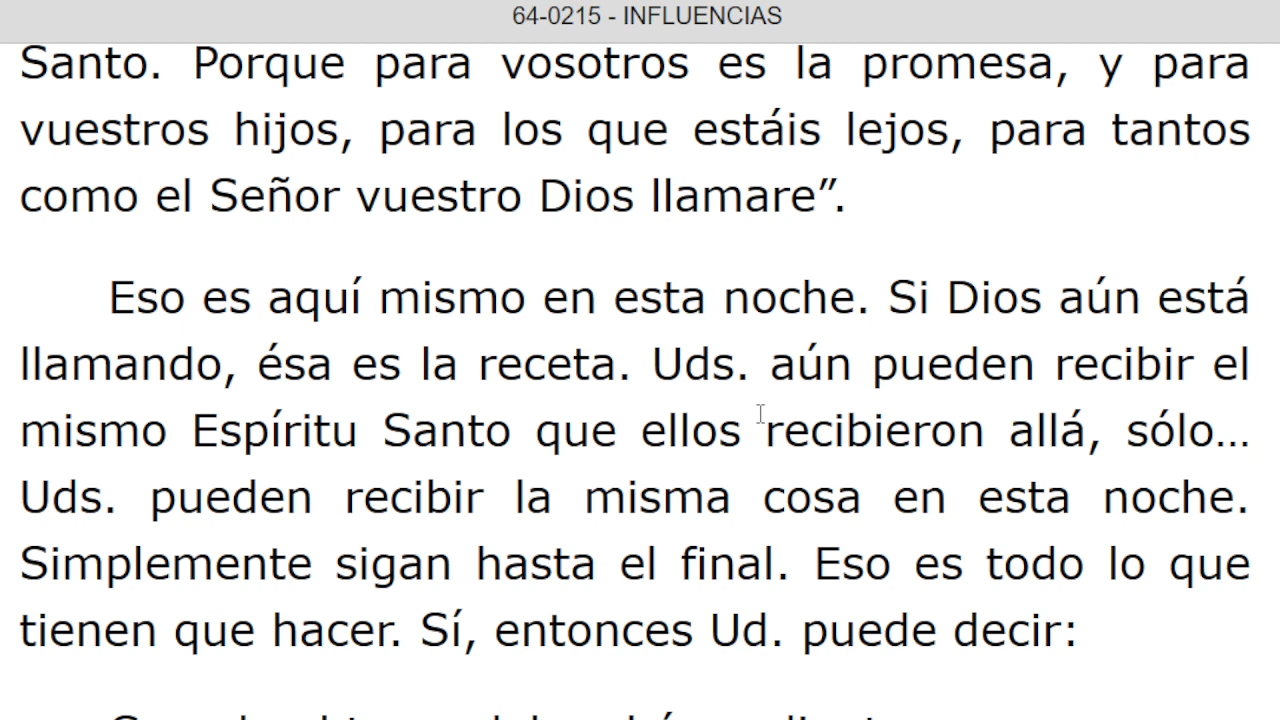 64-0215 - INFLUENCIAS
Santo. Porque para vosotros es la promesa, y para
vuestros hijos, para los que estáis lejos, para tantos
como el Señor vuestro Dios llamare”.
Eso es aquí mismo en esta noche. Si Dios aún está
llamando, ésa es la receta. Uds. aún pueden recibir el
mismo Espíritu Santo que ellos recibieron allá, sólo…
Uds. pueden recibir la misma cosa en esta noche.
Simplemente sigan hasta el final. Eso es todo lo que
tienen que hacer. Sí, entonces Ud. puede decir: